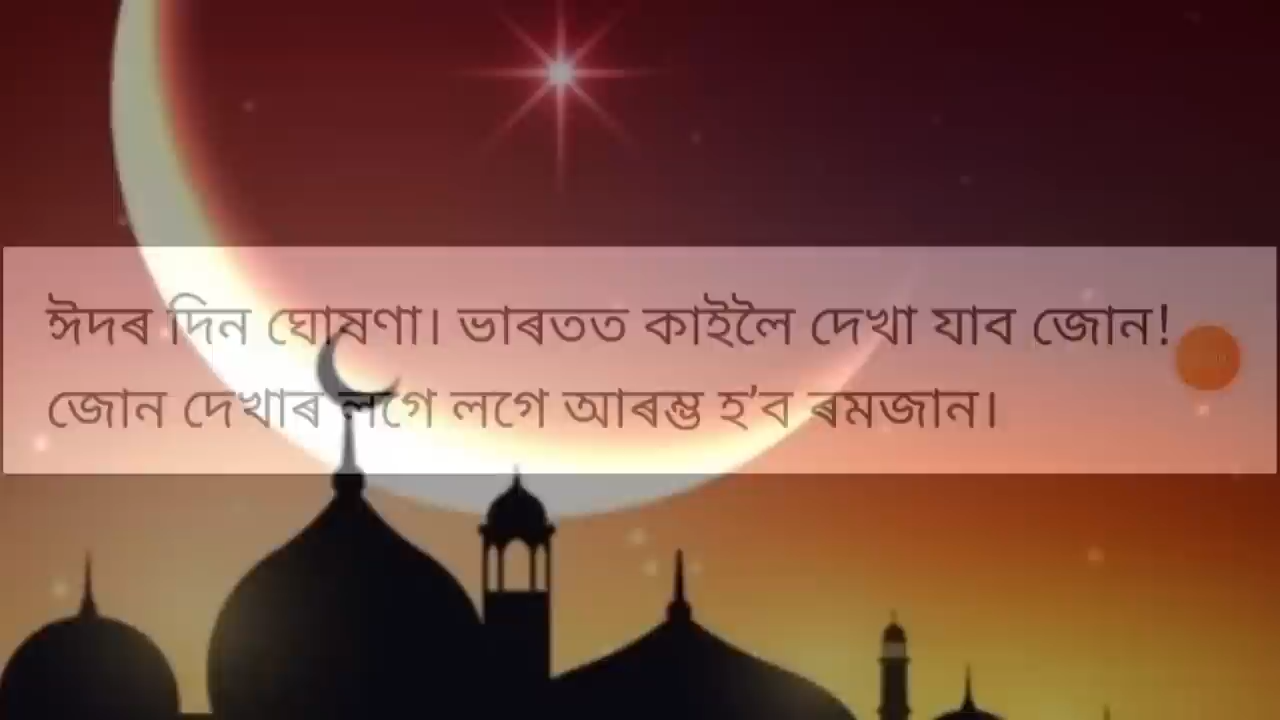 ঈদৰ দিন ঘোষণা। ভাৰতত কাইলৈ দেখা যাব জোন!
জোন দেখাৰ লগে লগে আৰম্ভ হ’ব ৰমজান।